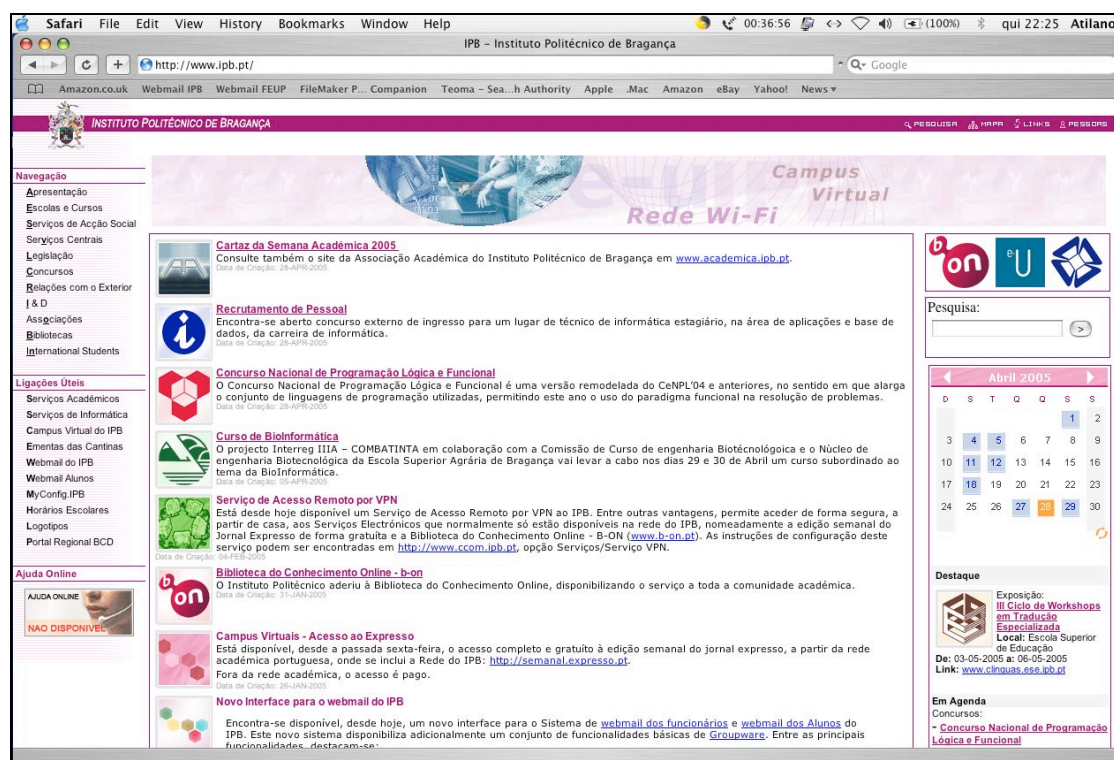 Safari File Edit View History Bookmarks Window Help 00:36:56 (100%) qui 22:25 Atilano
IPB – Instituto Politécnico de Bragança
http://www.ipb.pt/ Google
Amazon.co.uk Webmail IPB Webmail FEUP FileMaker P... Companion Teoma – Sea...h Authority Apple .Mac Amazon eBay Yahoo! News
INSTITUTO POLITÉCNICO DE BRAGANÇA PESQUISA MAPA LINKS PESSOAS
e-u Campus
Virtual
Rede Wi-Fi
Navegação
Apresentação
Escolas e Cursos
Serviços de Acção Social
Serviços Centrais
Legislação
Concursos
Relações com o Exterior
I & D
Associações
Bibliotecas
International Students
Ligações Úteis
Serviços Académicos
Serviços de Informática
Campus Virtual do IPB
Ementas das Cantinas
Webmail do IPB
Webmail Alunos
MyConfig.IPB
Horários Escolares
Logotipos
Portal Regional BCD
Ajuda Online
AJUDA ONLINE
NAO DISPONIVEL
Cartaz da Semana Académica 2005
Consulte também o site da Associação Académica do Instituto Politécnico de Bragança em www.academica.ipb.pt.
Data de Criação: 28-APR-2005
Recrutamento de Pessoal
Encontra-se aberto concurso externo de ingresso para um lugar de técnico de informática estagiário, na área de aplicações e base de
dados, da carreira de informática.
Data de Criação: 28-APR-2005
Concurso Nacional de Programação Lógica e Funcional
O Concurso Nacional de Programação Lógica e Funcional é uma versão remodelada do CeNPL'04 e anteriores, no sentido em que alarga
o conjunto de linguagens de programação utilizadas, permitindo este ano o uso do paradigma funcional na resolução de problemas.
Data de Criação: 28-APR-2005
Curso de BioInformática
O projecto Interreg IIIA – COMBATINTA em colaboração com a Comissão de Curso de engenharia Biotécnológoica e o Núcleo de
engenharia Biotecnológica da Escola Superior Agrária de Bragança vai levar a cabo nos dias 29 e 30 de Abril um curso subordinado ao
tema da BioInformática.
Data de Criação: 05-APR-2005
Serviço de Acesso Remoto por VPN
Está desde hoje disponível um Serviço de Acesso Remoto por VPN ao IPB. Entre outras vantagens, permite aceder de forma segura, a
partir de casa, aos Serviços Electrónicos que normalmente só estão disponíveis na rede do IPB, nomeadamente a edição semanal do
Jornal Expresso de forma gratuíta e a Biblioteca do Conhecimento Online - B-ON (www.b-on.pt). As instruções de configuração deste
serviço podem ser encontradas em http://www.ccom.ipb.pt, opção Serviços/Serviço VPN.
Data de Criação: 04-FEB-2005
b on
Biblioteca do Conhecimento Online - b-on
O Instituto Politécnico aderiu à Biblioteca do Conhecimento Online, disponibilizando o serviço a toda a comunidade académica.
Data de Criação: 31-JAN-2005
Campus Virtuais - Acesso ao Expresso
Está disponível, desde a passada sexta-feira, o acesso completo e gratuíto à edição semanal do jornal expresso, a partir da rede
académica portuguesa, onde se inclui a Rede do IPB: http://semanal.expresso.pt.
Fora da rede académica, o acesso é pago.
Data de Criação: 26-JAN-2005
Novo Interface para o webmail do IPB
Encontra-se disponível, desde hoje, um novo interface para o Sistema de webmail dos funcionários e webmail dos Alunos do
IPB. Este novo sistema disponibiliza adicionalmente um conjunto de funcionalidades básicas de Groupware. Entre as principais
funcionalidades, destacam-se:
b on e U
Pesquisa:
Abril 2005
D S T Q Q S S
1 2
3 4 5 6 7 8 9
10 11 12 13 14 15 16
17 18 19 20 21 22 23
24 25 26 27 28 29 30
Destaque
Exposição:
III Ciclo de Workshops
em Tradução
Especializada
Local: Escola Superior
de Educação
De: 03-05-2005 a: 06-05-2005
Link: www.clinguas.ese.ipb.pt
Em Agenda
Concursos:
- Concurso Nacional de Programação
Lógica e Funcional